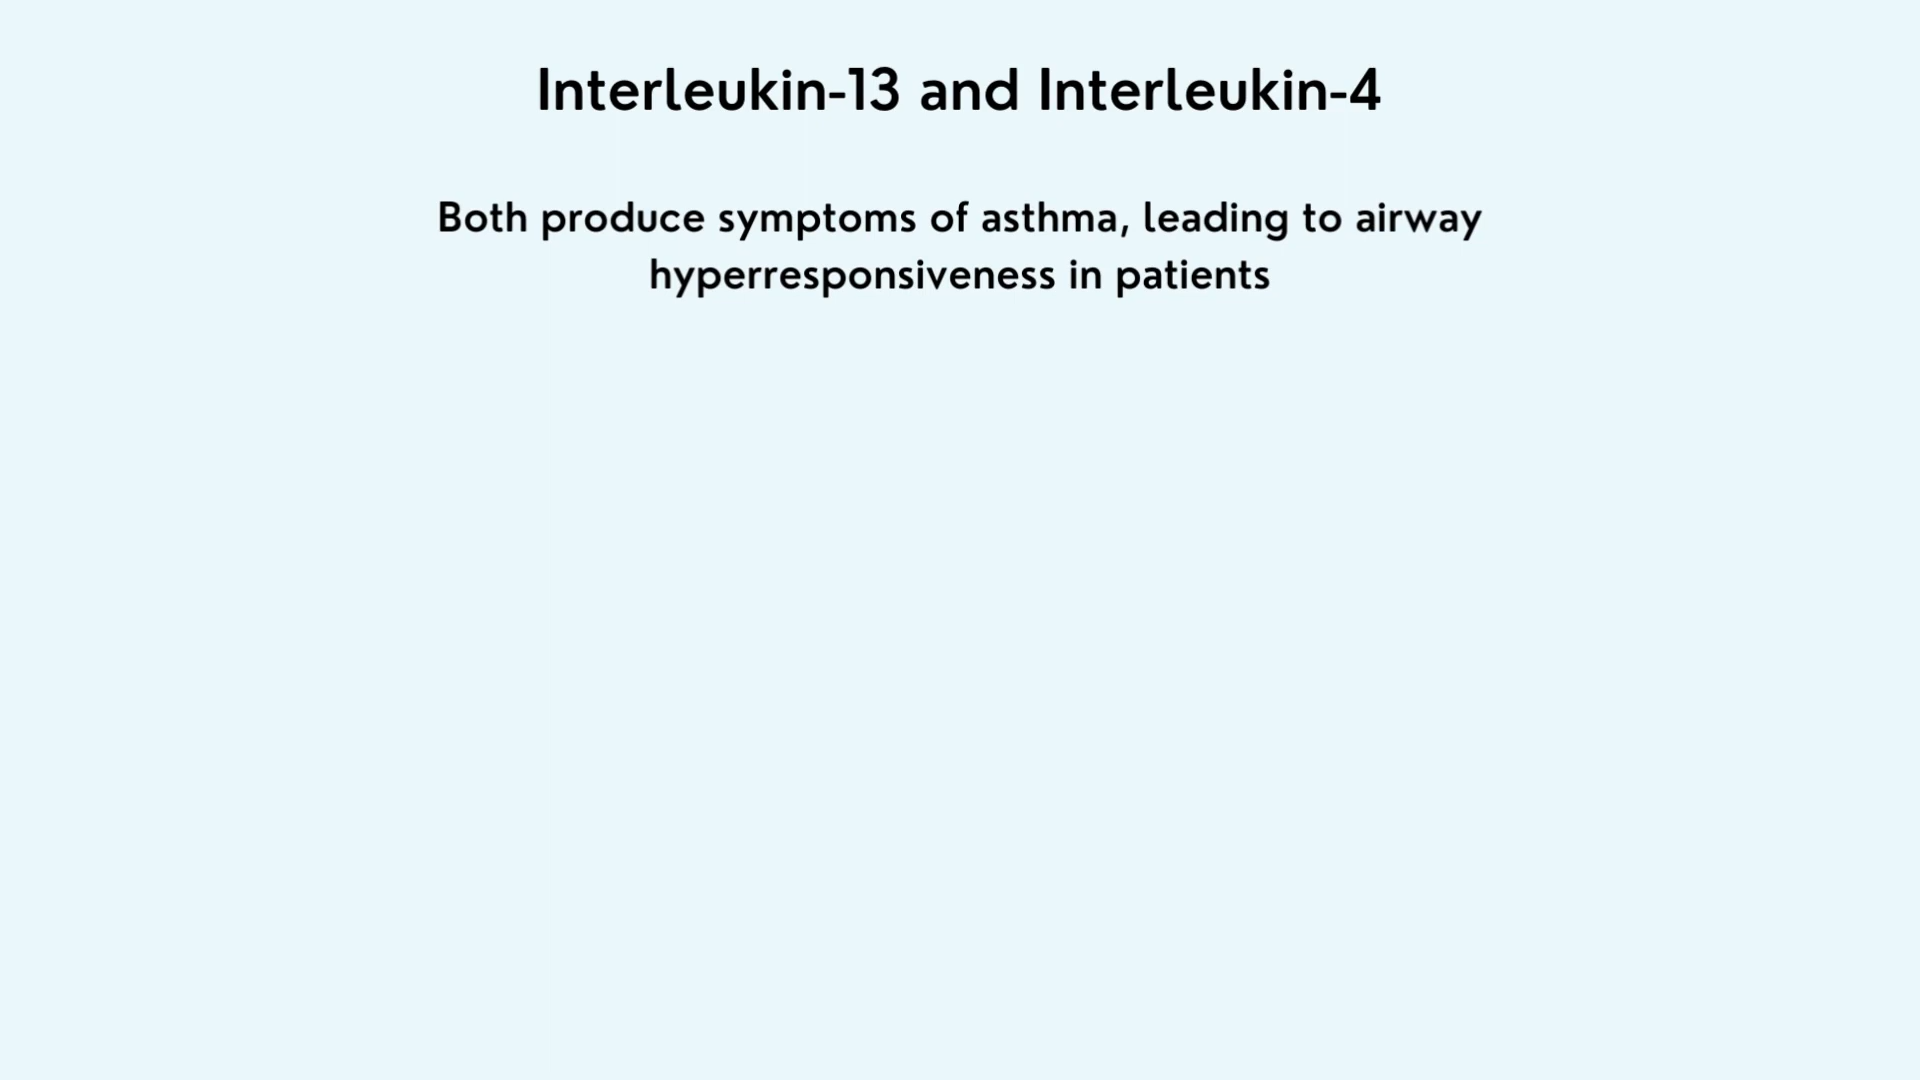 Interleukin-13 and Interleukin-4
Both produce symptoms of asthma, leading to airway
hyperresponsiveness in patients